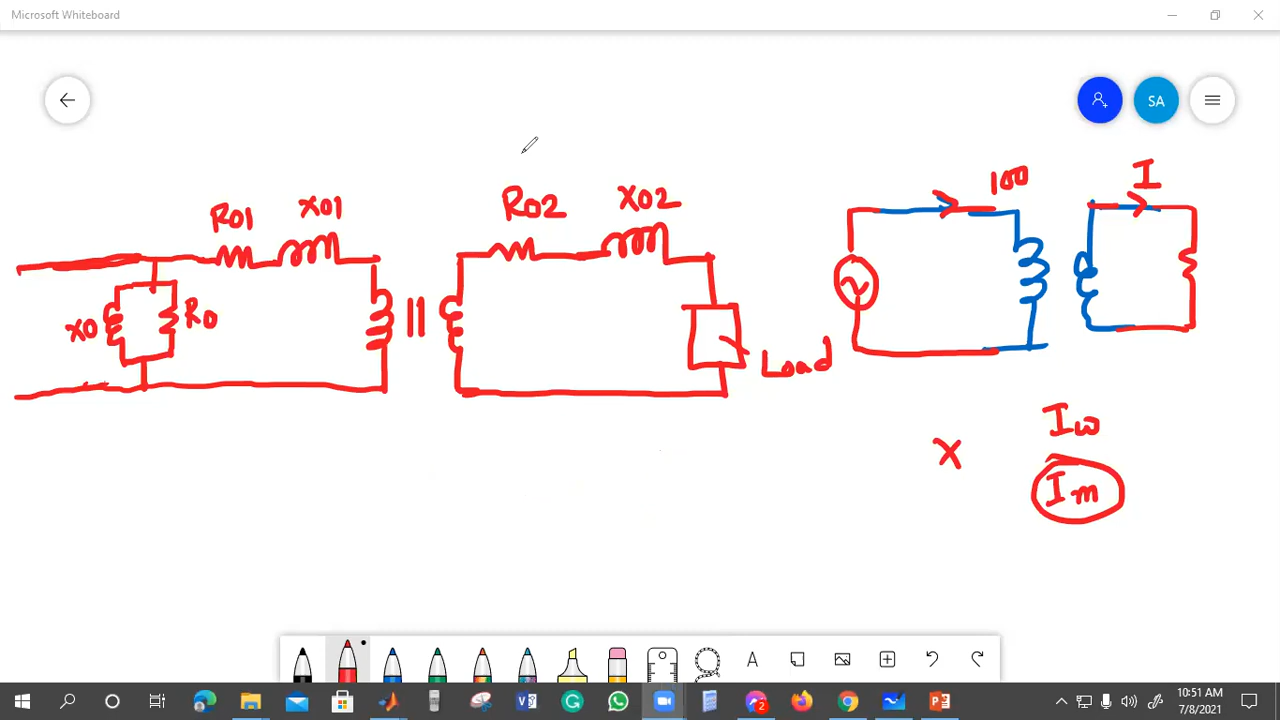 Microsoft Whiteboard
SA
R01
X01
R02
X02
100
I
X0
R0
Load
X
Iw
Im
A
2
10:51 AM
7/8/2021